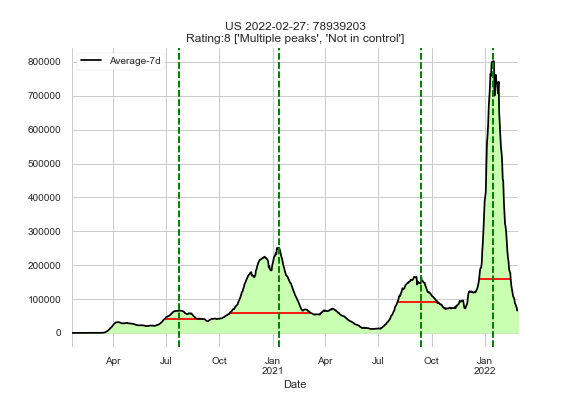 US 2022-02-27: 78939203
Rating:8 ['Multiple peaks', 'Not in control']
Average-7d
800000
700000
600000
500000
400000
300000
200000
100000
0
Apr Jul Oct Jan Apr Jul Oct Jan
2021 2022
Date